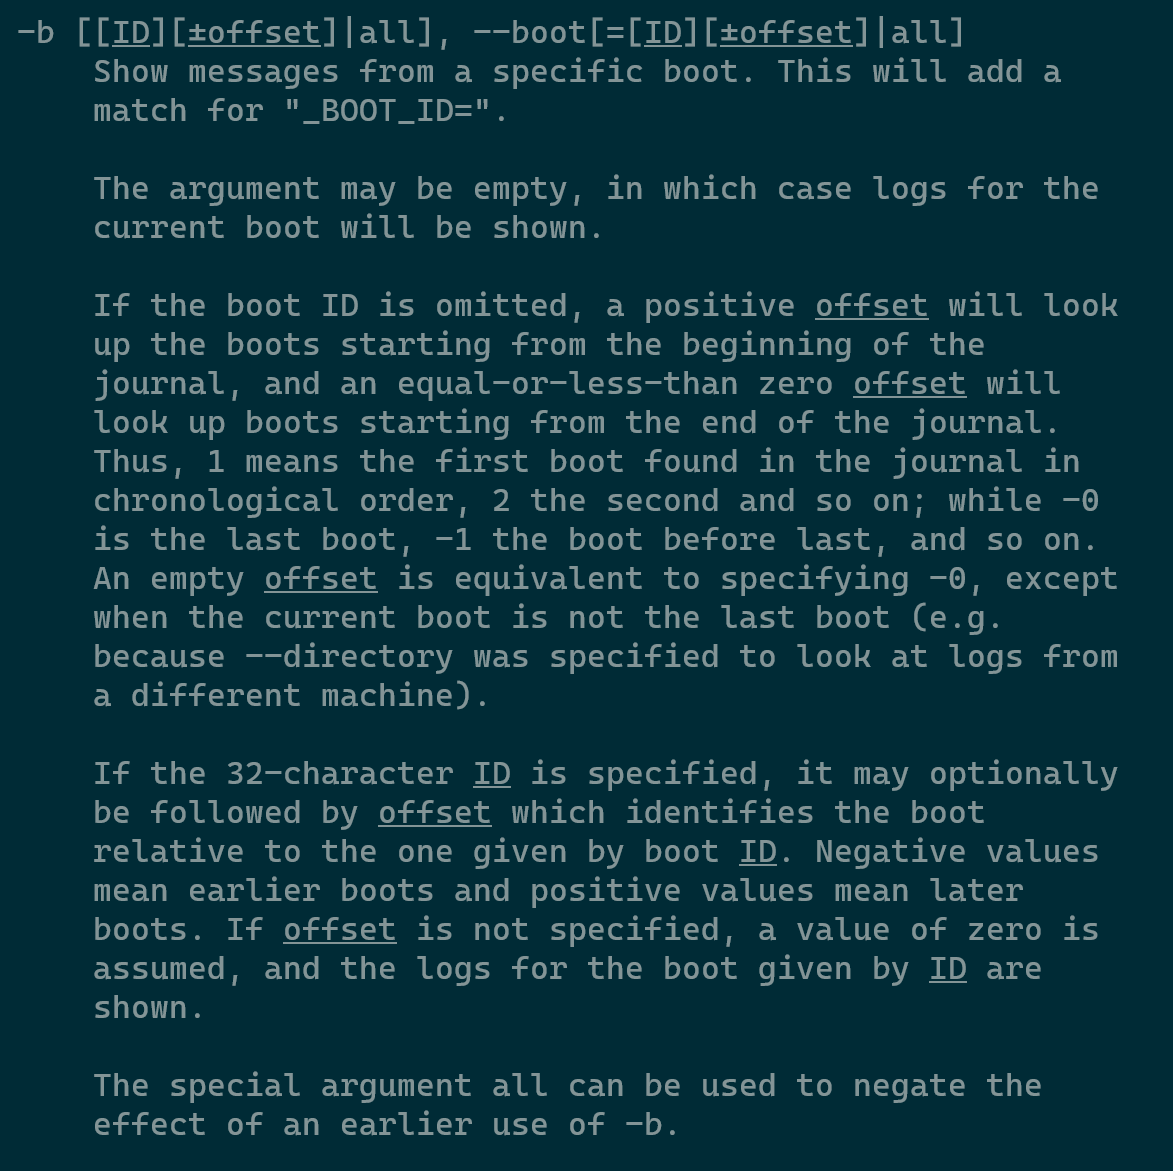 -b [[ID][±offset]|all], --boot[=[ID][±offset]|all]
Show messages from a specific boot. This will add a
match for "_BOOT_ID=".
The argument may be empty, in which case logs for the
current boot will be shown.
If the boot ID is omitted, a positive offset will look
up the boots starting from the beginning of the
journal, and an equal-or-less-than zero offset will
look up boots starting from the end of the journal.
Thus, 1 means the first boot found in the journal in
chronological order, 2 the second and so on; while -0
is the last boot, -1 the boot before last, and so on.
An empty offset is equivalent to specifying -0, except
when the current boot is not the last boot (e.g.
because --directory was specified to look at logs from
a different machine).
If the 32-character ID is specified, it may optionally
be followed by offset which identifies the boot
relative to the one given by boot ID. Negative values
mean earlier boots and positive values mean later
boots. If offset is not specified, a value of zero is
assumed, and the logs for the boot given by ID are
shown.
The special argument all can be used to negate the
effect of an earlier use of -b.